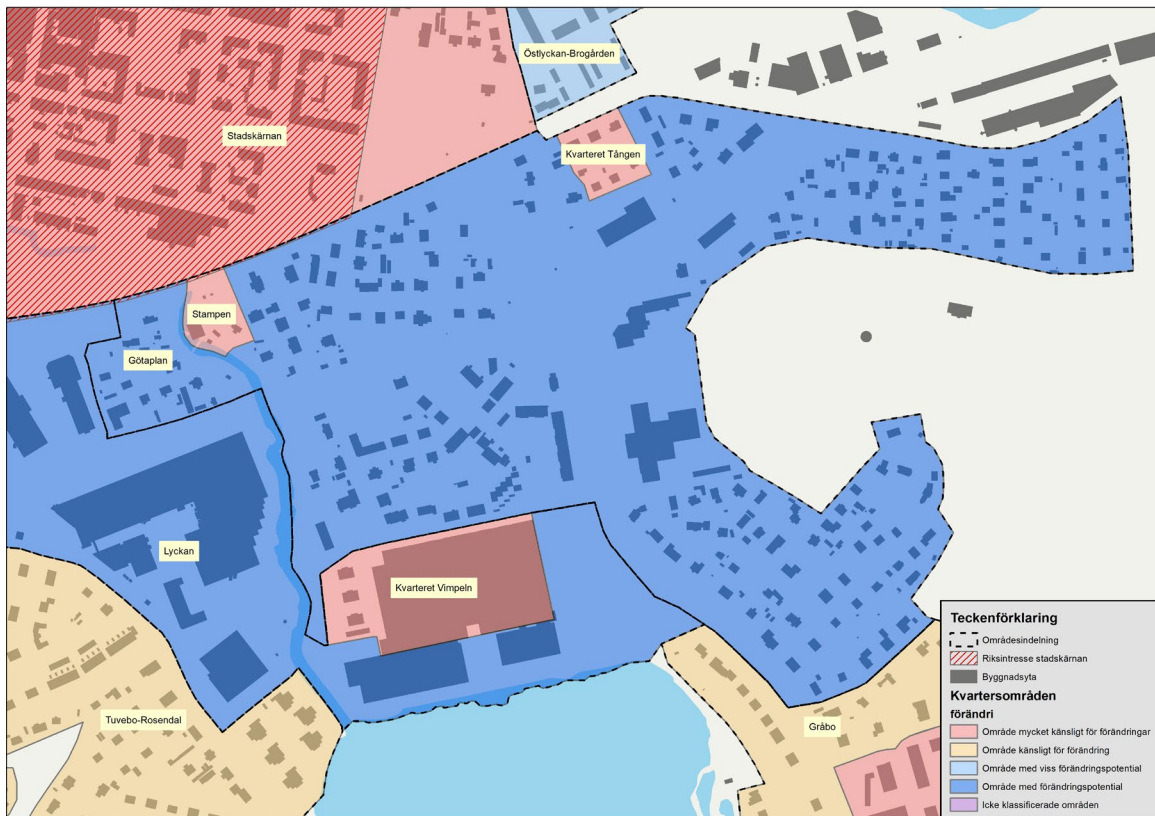 Östlyckan-Brogården
Stadskärnan
Kvarteret Tången
Stampen
Götaplan
Lyckan
Kvarteret Vimpeln
Tuvebo-Rosendal
Gråbo
Teckenförklaring
Områdesindelning
Riksintresse stadskärnan
Byggnadsyta
Kvartersområden
förändri
Område mycket känsligt för förändringar
Område känsligt för förändring
Område med viss förändringspotential
Område med förändringspotential
Icke klassificerade områden